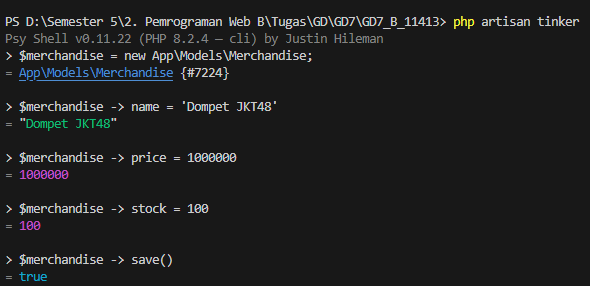 PS D:\Semester 5\2. Pemrograman Web B\Tugas\GD\GD7\GD7_B_11413> php artisan tinker
Psy Shell v0.11.22 (PHP 8.2.4 — cli) by Justin Hileman
> $merchandise = new App\Models\Merchandise;
= App\Models\Merchandise {#7224}
> $merchandise -> name = 'Dompet JKT48'
= "Dompet JKT48"
> $merchandise -> price = 1000000
= 1000000
> $merchandise -> stock = 100
= 100
> $merchandise -> save()
= true